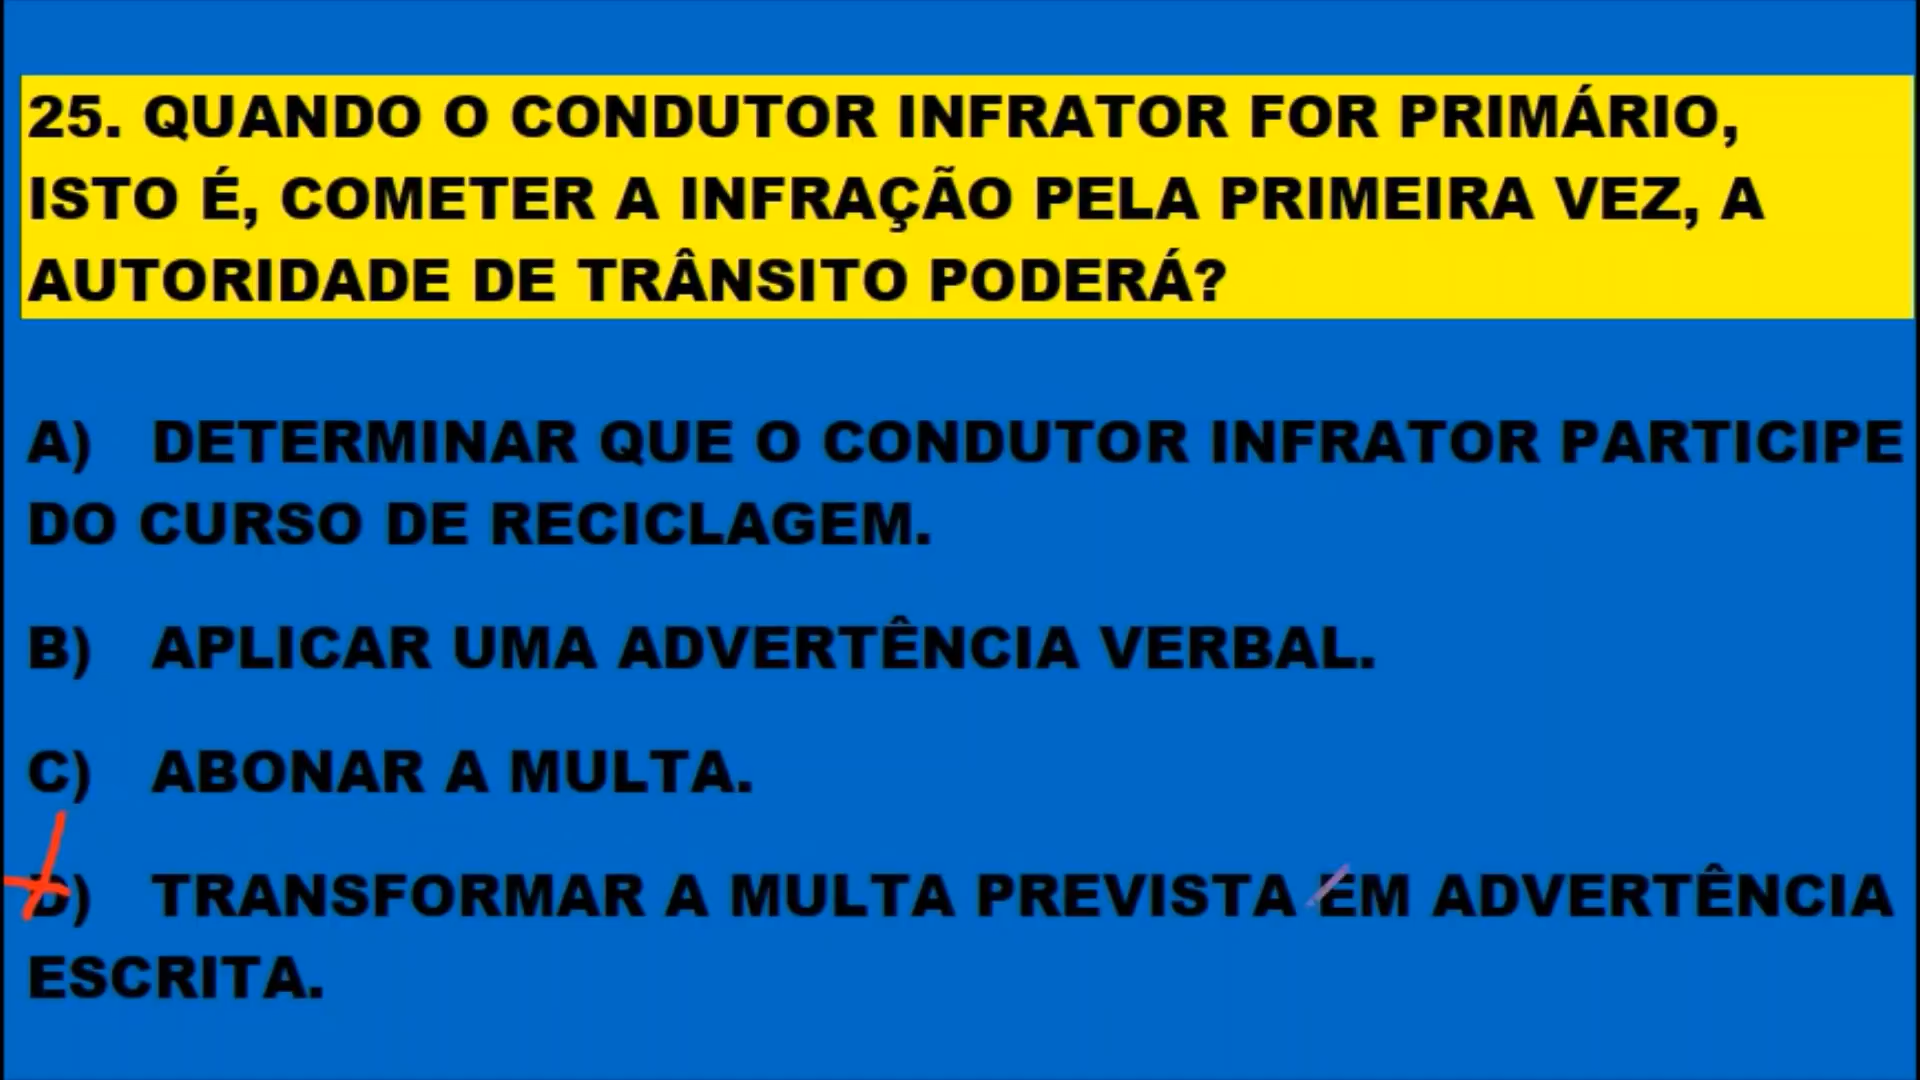 25. QUANDO O CONDUTOR INFRATOR FOR PRIMÁRIO,
ISTO É, COMETER A INFRAÇÃO PELA PRIMEIRA VEZ, A
AUTORIDADE DE TRÂNSITO PODERÁ?
A) DETERMINAR QUE O CONDUTOR INFRATOR PARTICIPE
DO CURSO DE RECICLAGEM.
B) APLICAR UMA ADVERTÊNCIA VERBAL.
C) ABONAR A MULTA.
D) TRANSFORMAR A MULTA PREVISTA EM ADVERTÊNCIA
ESCRITA.